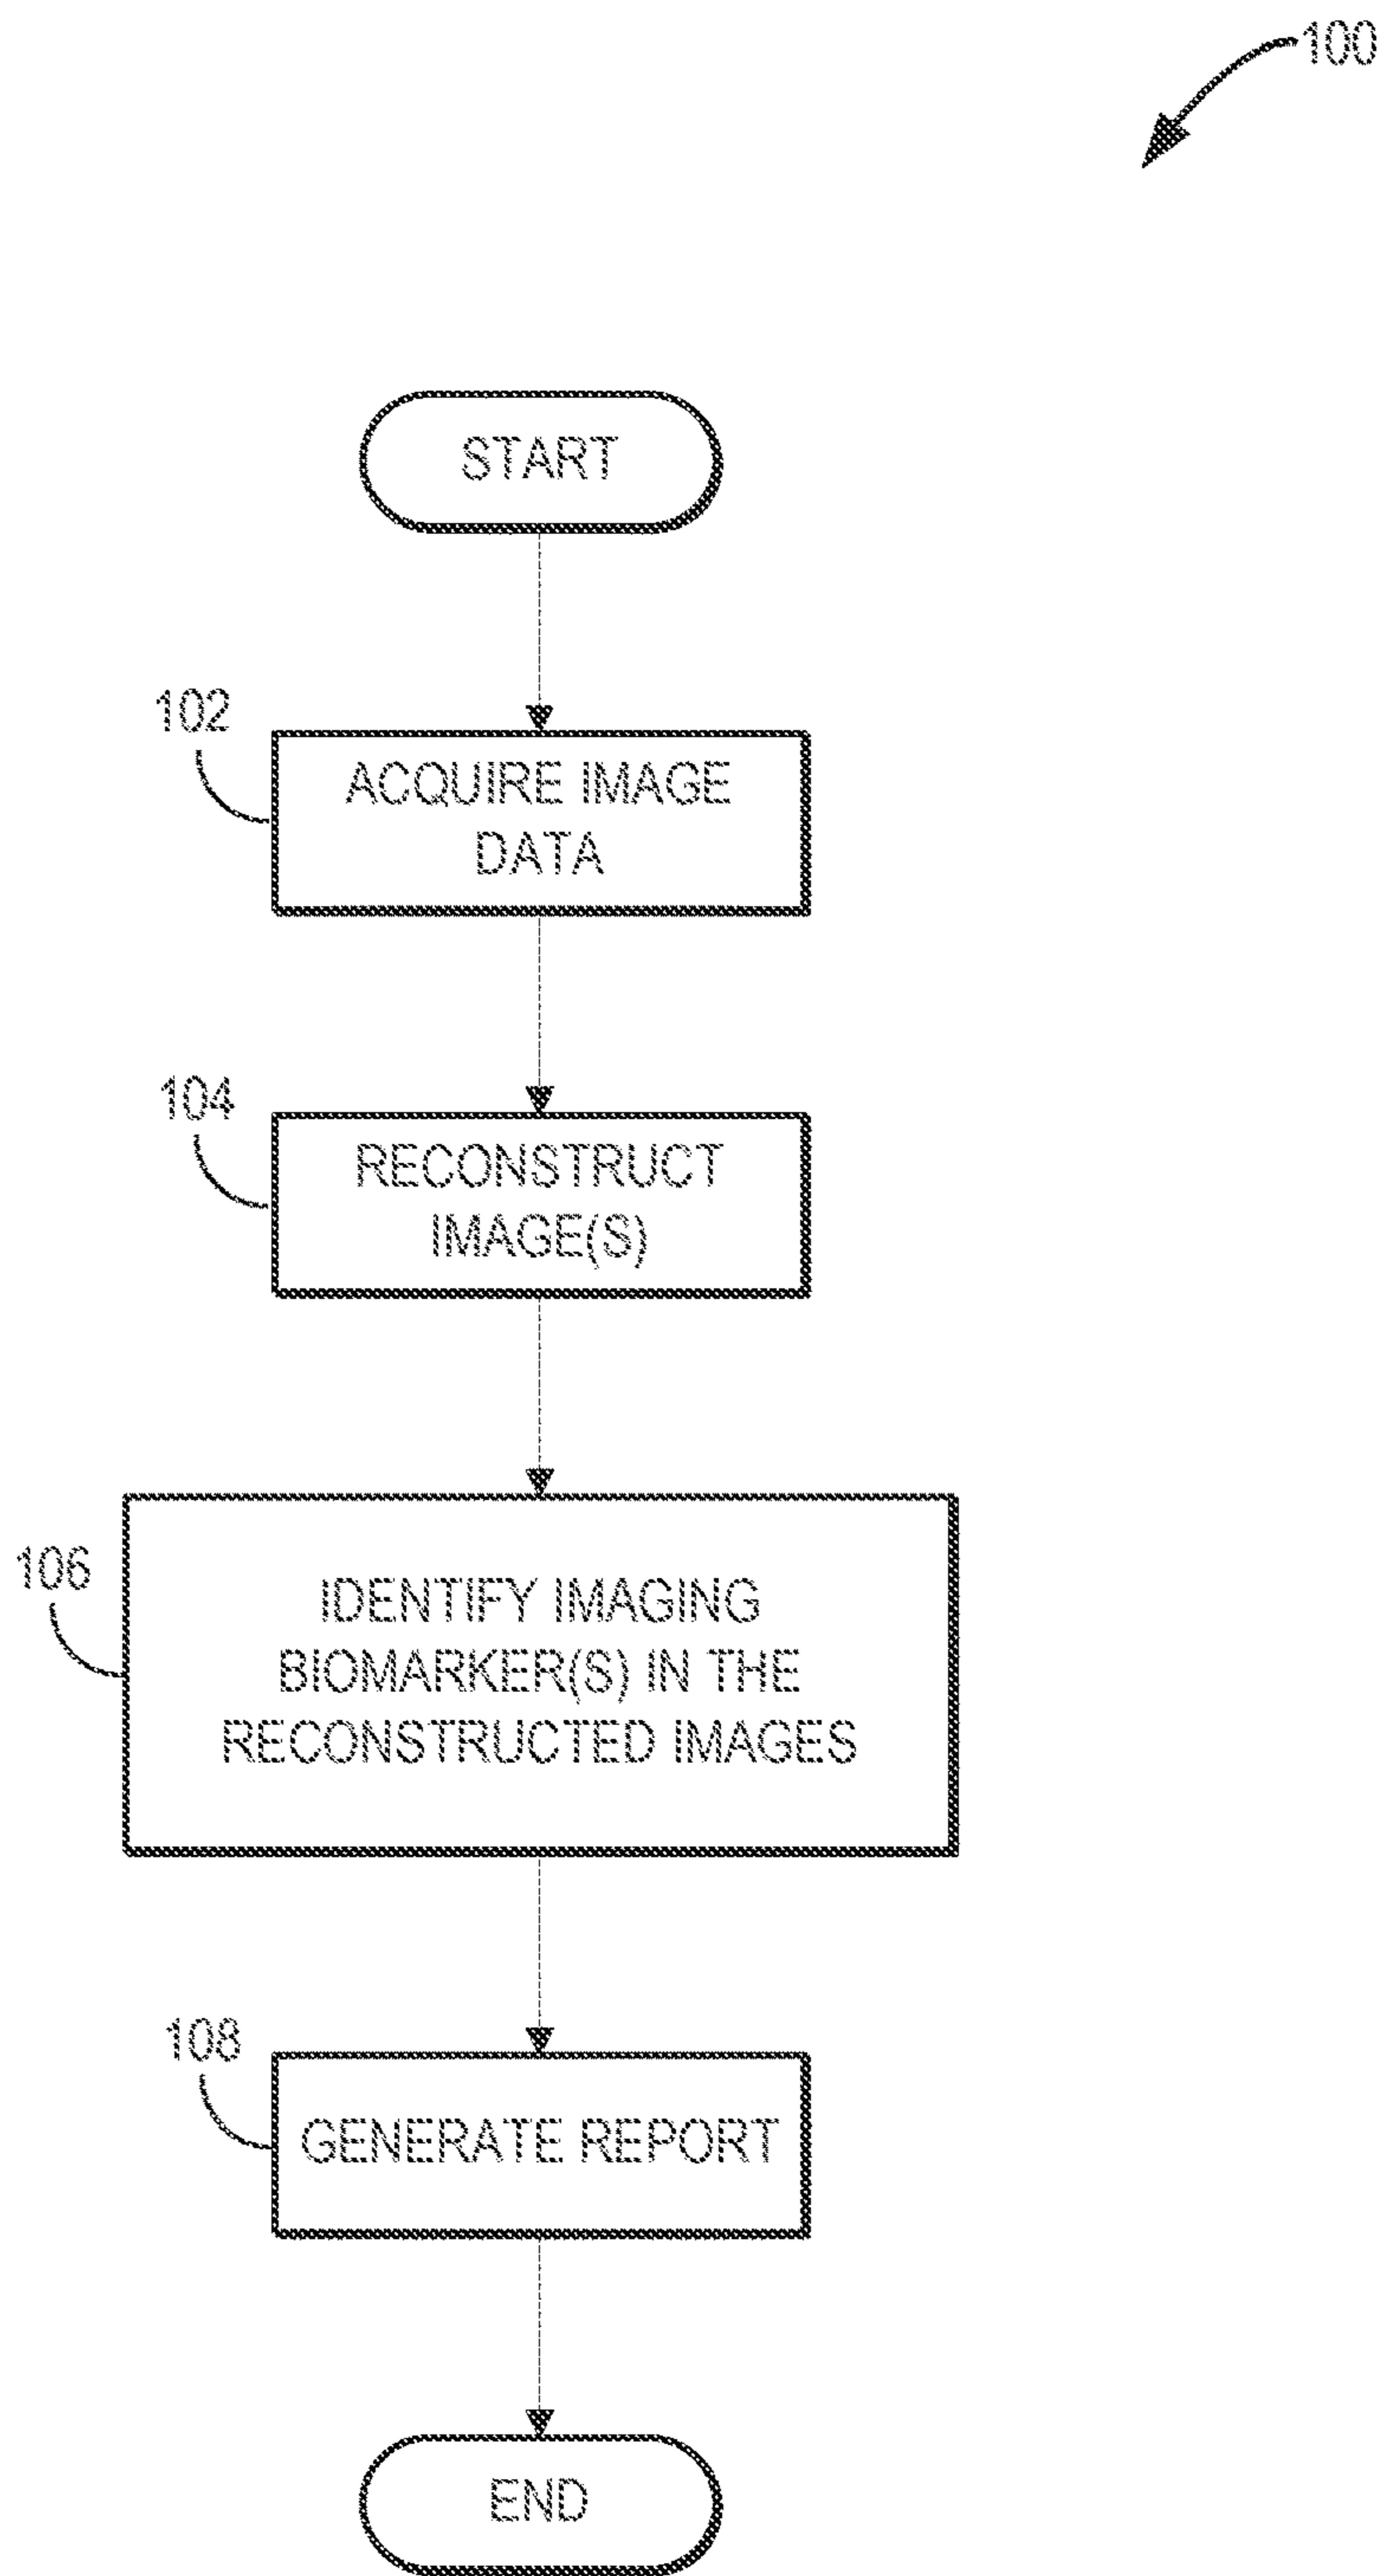 100
START
102
ACQUIRE IMAGE
DATA
104
RECONSTRUCT
IMAGE(S)
106
IDENTIFY IMAGING
BIOMARKER(S) IN THE
RECONSTRUCTED IMAGES
108
GENERATE REPORT
END